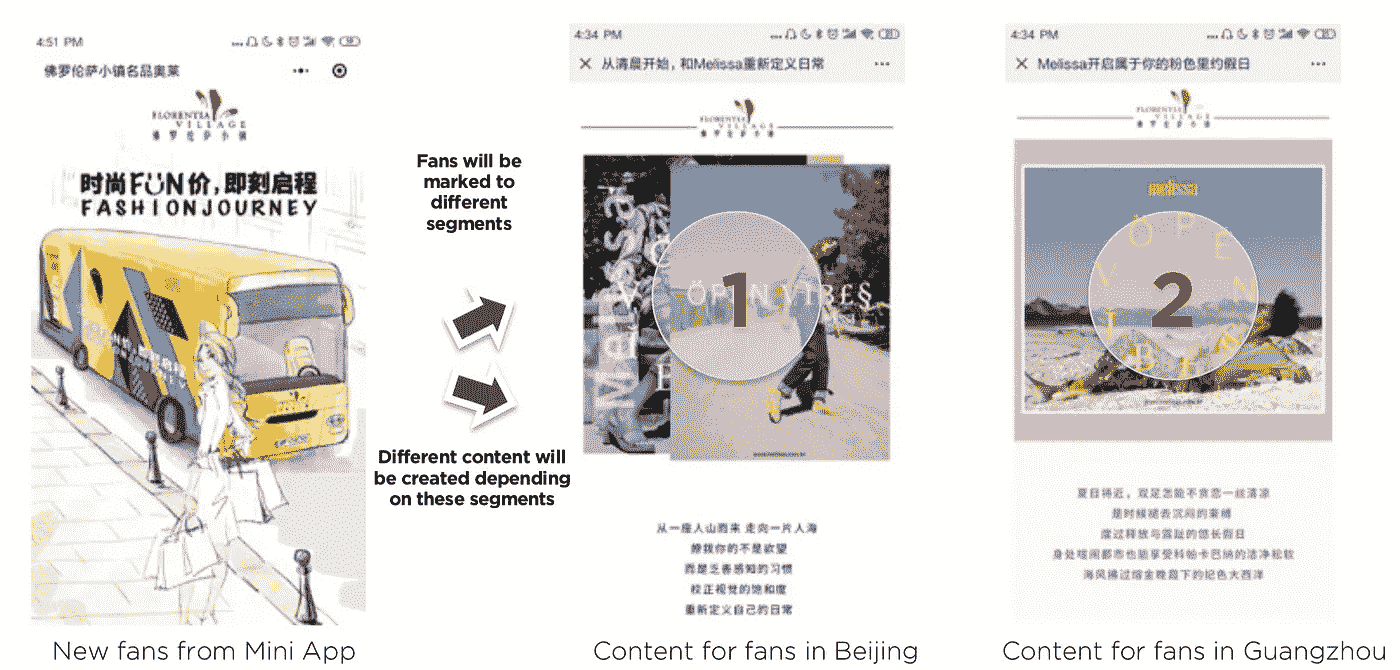 4:51 PM
佛罗伦萨小镇名品奥莱
FLORENTIA
VILLAGE
佛罗伦萨小镇
时尚FUN价,即刻启程
FASHIONJOURNEY
New fans from Mini App
Fans will be
marked to
different
segments
Different content will
be created depending
on these segments
4:34 PM
从清晨开始,和Melissa重新定义日常
FLORENTIA
VILLAGE
佛罗伦萨小镇
Melissa
OPEN VIBES
1
从一座人山而来 走向一片人海
撩拨你的不是欲望
而是乏善感知的习惯
校正视觉的饱和度
重新定义自己的日常
Content for fans in Beijing
4:34 PM
Melissa开启属于你的粉色里约假日
FLORENTIA
VILLAGE
佛罗伦萨小镇
melissa
OPEN
2
夏日将近,双足怎能不贪恋一丝清凉
是时候褪去沉闷的束缚
度过释放与露趾的悠长假日
身处喧闹都市也能享受科帕卡巴纳的洁净松软
海风拂过熔金晚霞下的圮色大西洋
Content for fans in Guangzhou